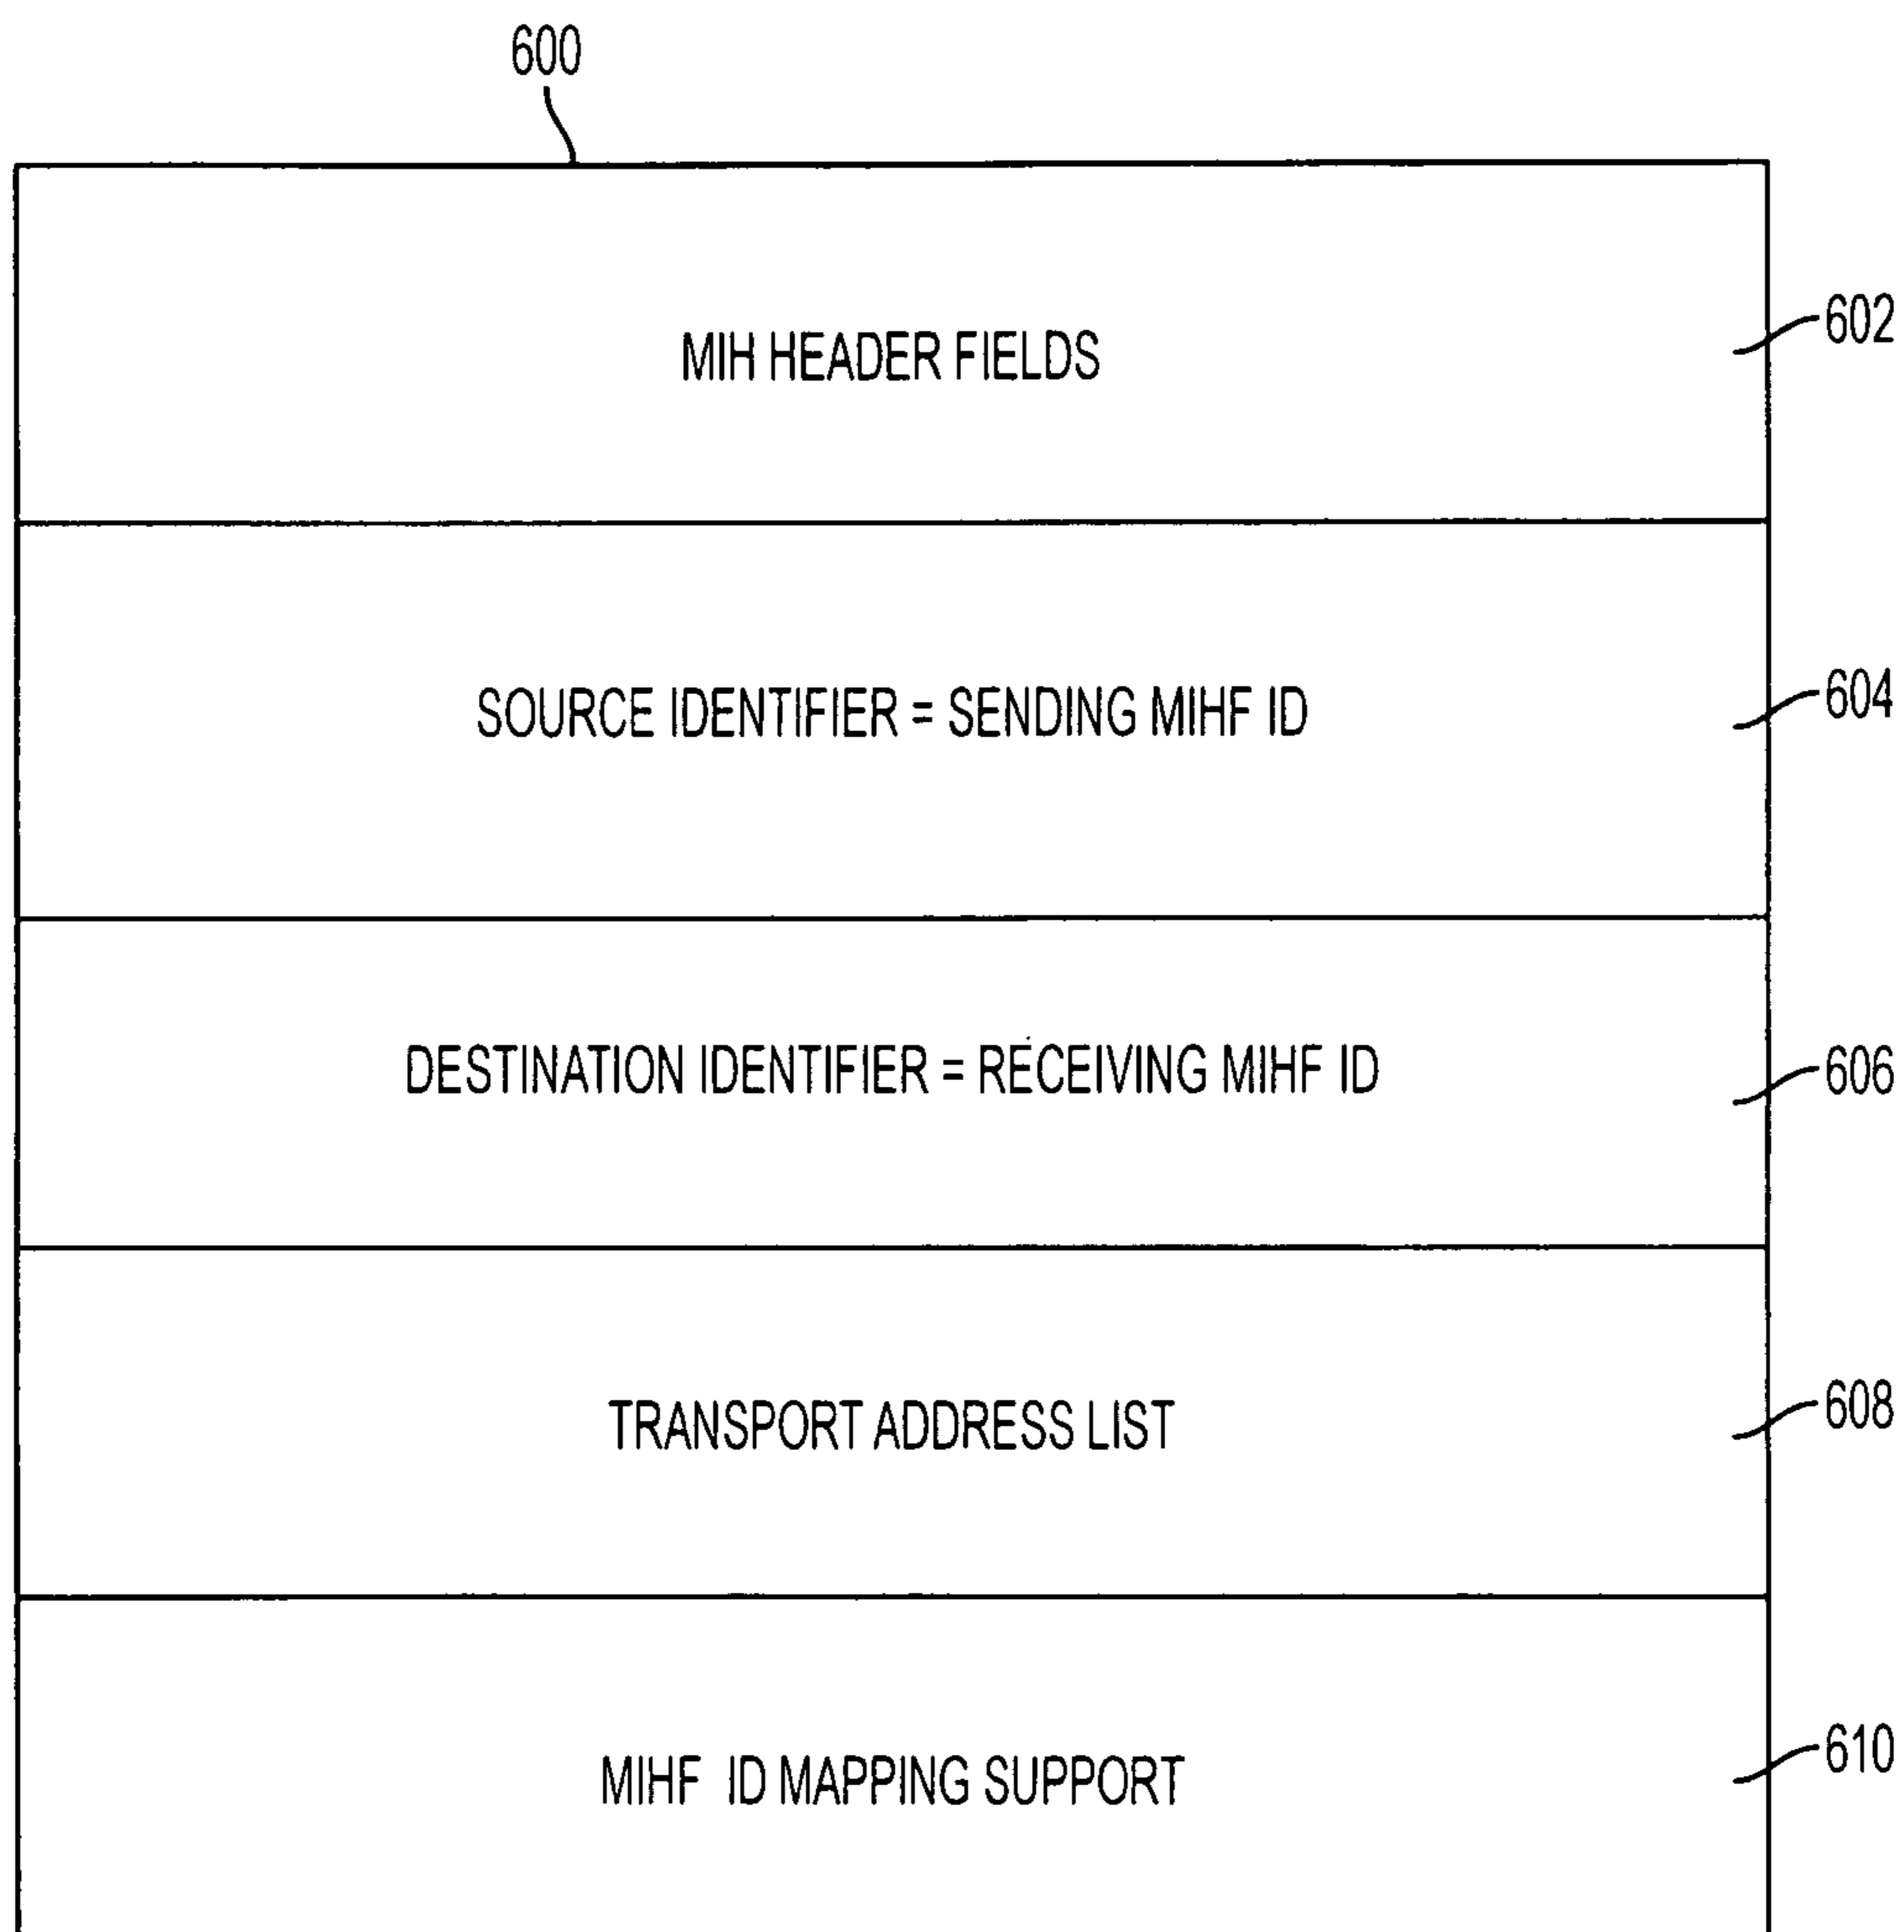 600
MIH HEADER FIELDS
602
SOURCE IDENTIFIER = SENDING MIHF ID
604
DESTINATION IDENTIFIER = RECEIVING MIHF ID
606
TRANSPORT ADDRESS LIST
608
MIHF ID MAPPING SUPPORT
610